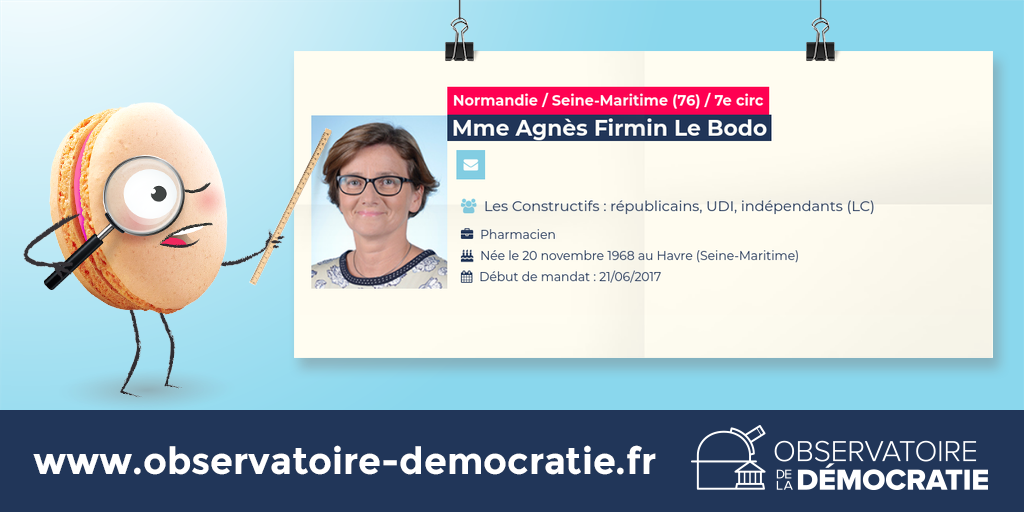 Normandie / Seine-Maritime (76) / 7e circ
Mme Agnès Firmin Le Bodo
Les Constructifs : républicains, UDI, indépendants (LC)
Pharmacien
Née le 20 novembre 1968 au Havre (Seine-Maritime)
Début de mandat : 21/06/2017
www.observatoire-democratie.fr
OBSERVATOIRE
DE LA DÉMOCRATIE